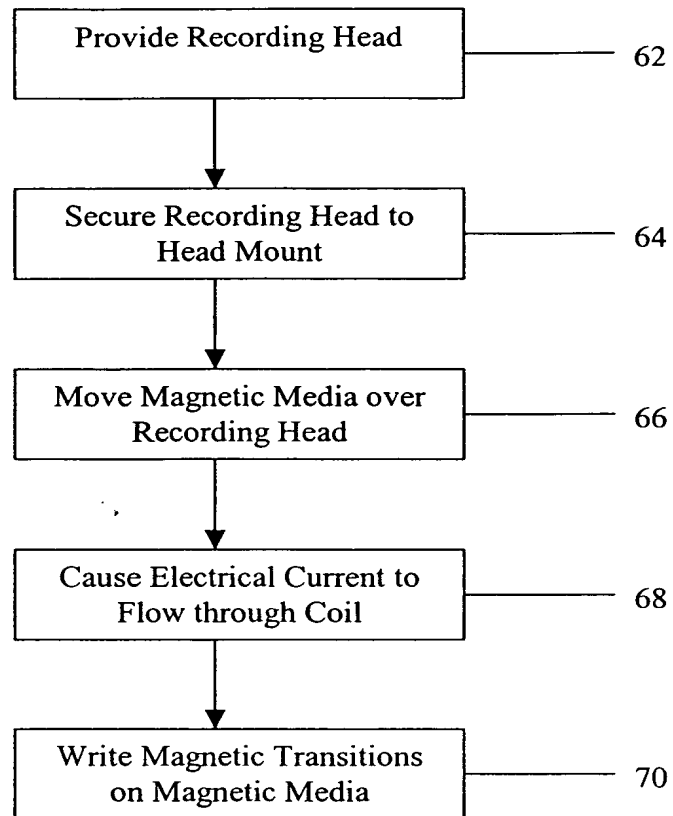 Provide Recording Head
62
Secure Recording Head to
Head Mount
64
Move Magnetic Media over
Recording Head
66
Cause Electrical Current to
Flow through Coil
68
Write Magnetic Transitions
on Magnetic Media
70